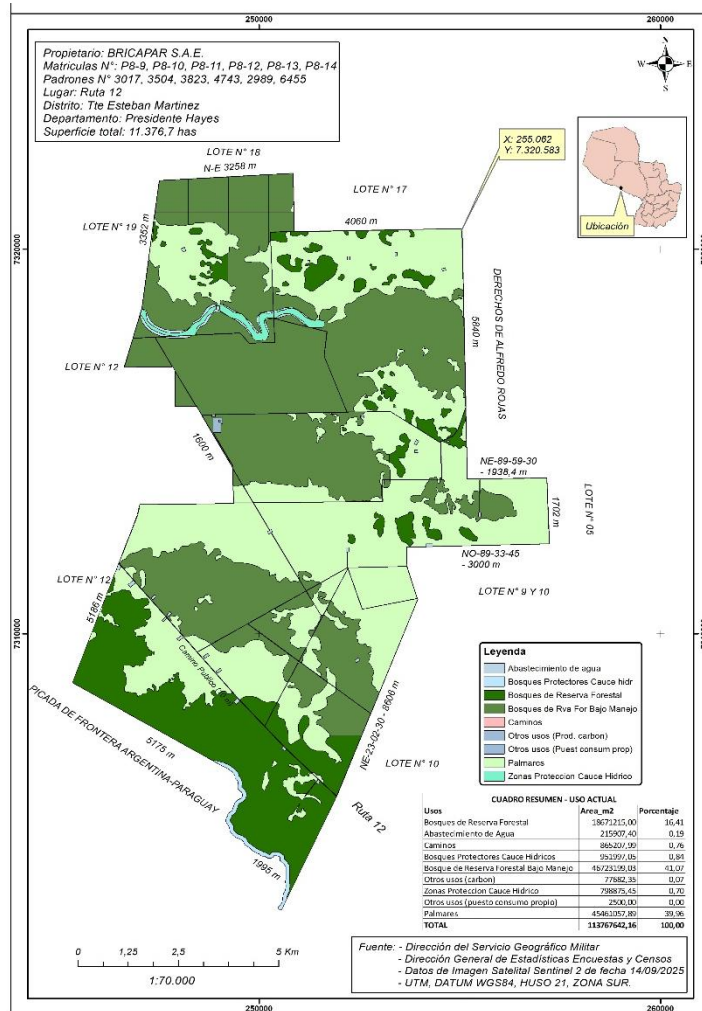 250000
260000
Propietario: BRICAPAR S.A.E.
Matriculas N°: P8-9, P8-10, P8-11, P8-12, P8-13, P8-14
Padrones N° 3017, 3504, 3823, 4743, 2989, 6455
Lugar: Ruta 12
Distrito: Tte Esteban Martinez
Departamento: Presidente Hayes
Superficie total: 11.376,7 has
N
W E
S
X: 255.062
Y: 7.320.583
Ubicación
LOTE N° 18
N-E 3258 m
LOTE N° 17
LOTE N° 19
3352 m
4060 m
7320000
DERECHOS DE ALFREDO ROJAS
5840 m
LOTE N° 12
1600 m
NE-89-59-30
- 1938,4 m
1702 m
LOTE N° 05
NO-89-33-45
- 3000 m
LOTE N° 9 Y 10
LOTE N° 12
5186 m
7310000
Camino Publico
PICADA DE FRONTERA ARGENTINA-PARAGUAY
5175 m
NE-23-02-30 - 8606 m
LOTE N° 10
Ruta 12
1995 m
Leyenda
Abastecimiento de agua
Bosques Protectores Cauce hidr
Bosques de Reserva Forestal
Bosques de Rva For Bajo Manejo
Caminos
Otros usos (Prod. carbon)
Otros usos (Puest consum prop)
Palmares
Zonas Proteccion Cauce Hidrico
CUADRO RESUMEN - USO ACTUAL
Usos Area_m2 Porcentaje
Bosques de Reserva Forestal 18671215,00 16,41
Abastecimiento de Agua 215907,40 0,19
Caminos 865207,99 0,76
Bosques Protectores Cauce Hidricos 951997,05 0,84
Bosque de Reserva Forestal Bajo Manejo 46723199,03 41,07
Otros usos (carbon) 77682,35 0,07
Zonas Proteccion Cauce Hidrico 798875,45 0,70
Otros usos (puesto consumo propio) 2500,00 0,00
Palmares 45461057,89 39,96
TOTAL 113767642,16 100,00
0 1,25 2,5 5 Km
1:70.000
Fuente: - Dirección del Servicio Geográfico Militar
- Dirección General de Estadísticas Encuestas y Censos
- Datos de Imagen Satelital Sentinel 2 de fecha 14/09/2025
- UTM, DATUM WGS84, HUSO 21, ZONA SUR.
250000
260000